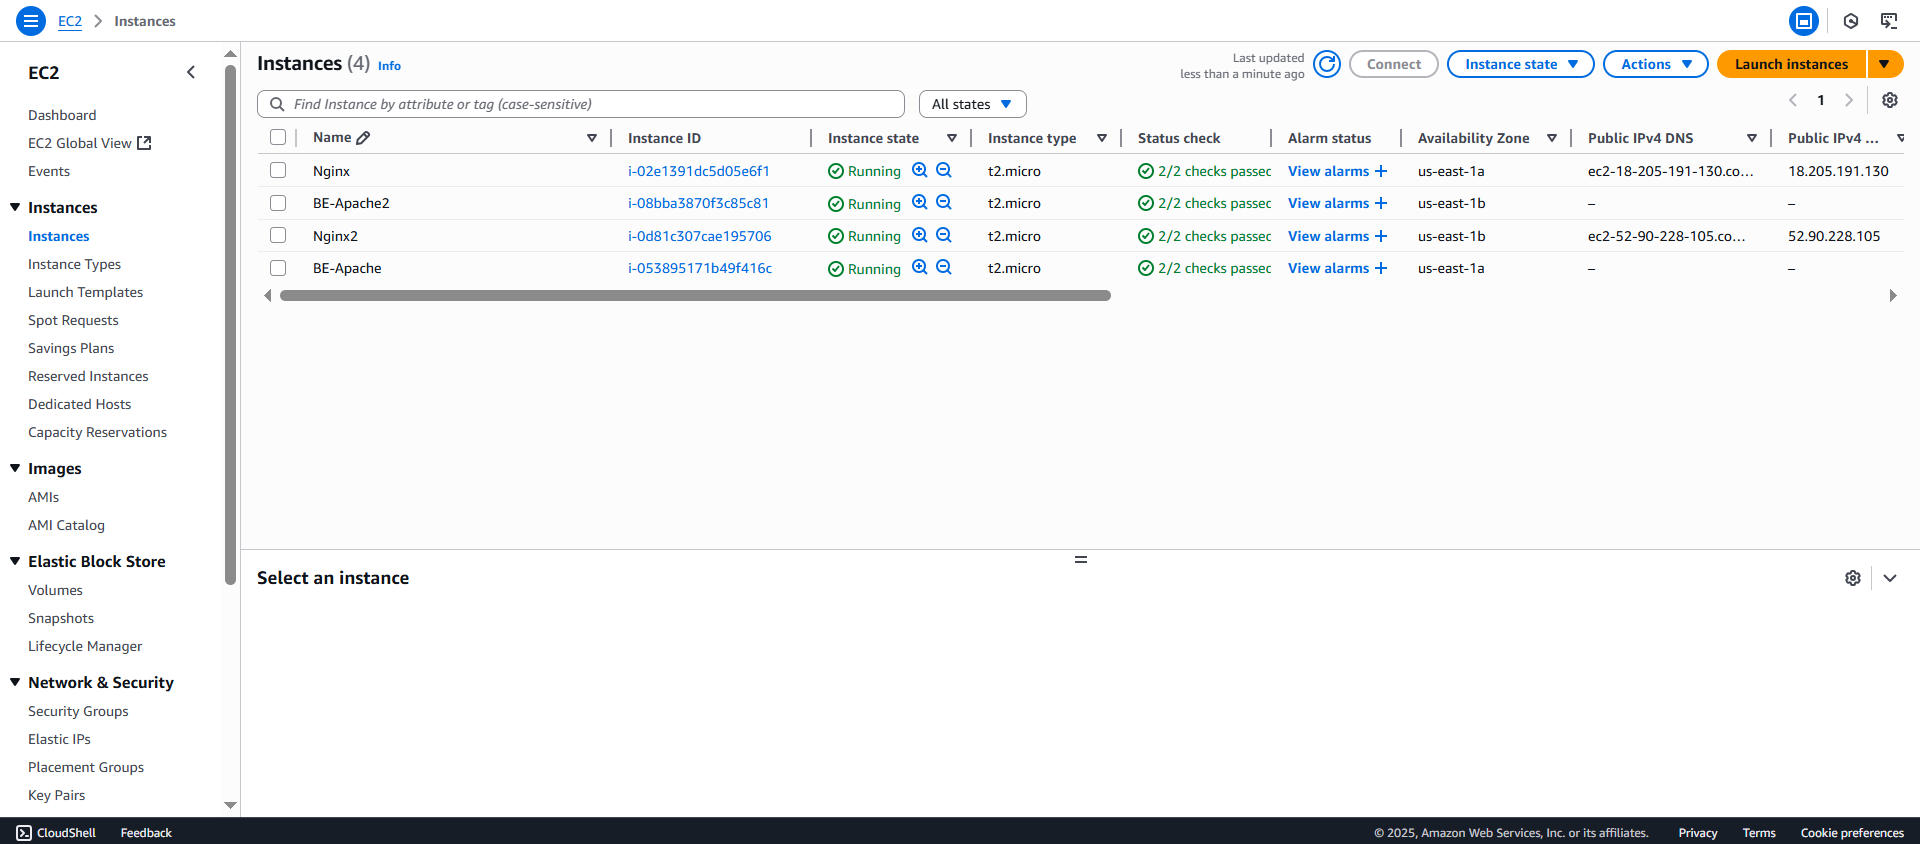 EC2 Instances
EC2
Dashboard
EC2 Global View
Events
Instances
Instances
Instance Types
Launch Templates
Spot Requests
Savings Plans
Reserved Instances
Dedicated Hosts
Capacity Reservations
Images
AMIs
AMI Catalog
Elastic Block Store
Volumes
Snapshots
Lifecycle Manager
Network & Security
Security Groups
Elastic IPs
Placement Groups
Key Pairs
Instances (4) Info
Last updated
less than a minute ago
Connect Instance state Actions Launch instances
Find Instance by attribute or tag (case-sensitive) All states 1
Name Instance ID Instance state Instance type Status check Alarm status Availability Zone Public IPv4 DNS Public IPv4 ...
Nginx i-02e1391dc5d05e6f1 Running t2.micro 2/2 checks passec View alarms + us-east-1a ec2-18-205-191-130.co... 18.205.191.130
BE-Apache2 i-08bba3870f3c85c81 Running t2.micro 2/2 checks passec View alarms + us-east-1b – –
Nginx2 i-0d81c307cae195706 Running t2.micro 2/2 checks passec View alarms + us-east-1b ec2-52-90-228-105.co... 52.90.228.105
BE-Apache i-053895171b49f416c Running t2.micro 2/2 checks passec View alarms + us-east-1a – –
Select an instance
CloudShell Feedback © 2025, Amazon Web Services, Inc. or its affiliates. Privacy Terms Cookie preferences